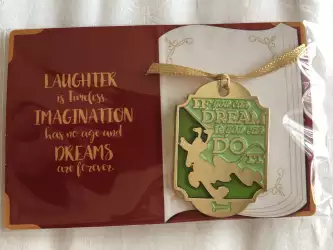 LAUGHTER
is timeless.
IMAGINATION
has no age and
DREAMS
are forever.
IF you can
DREAM
it you can
DO it